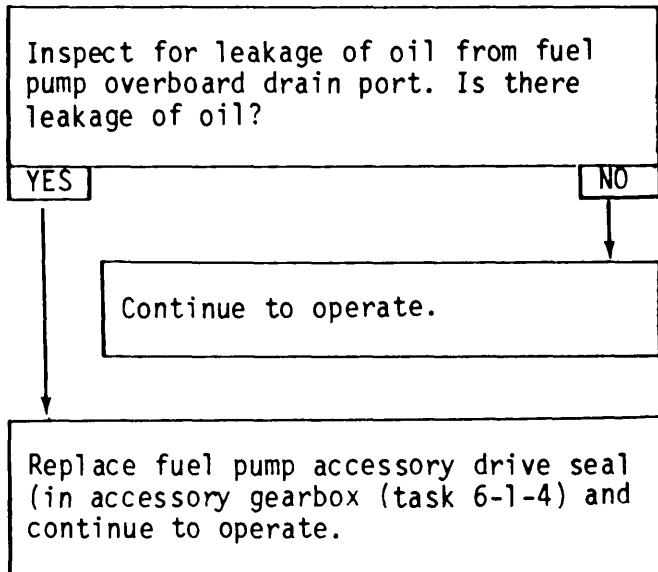 Inspect for leakage of oil from fuel
pump overboard drain port. Is there
leakage of oil?
YES
NO
Continue to operate.
Replace fuel pump accessory drive seal
(in accessory gearbox (task 6-1-4) and
continue to operate.